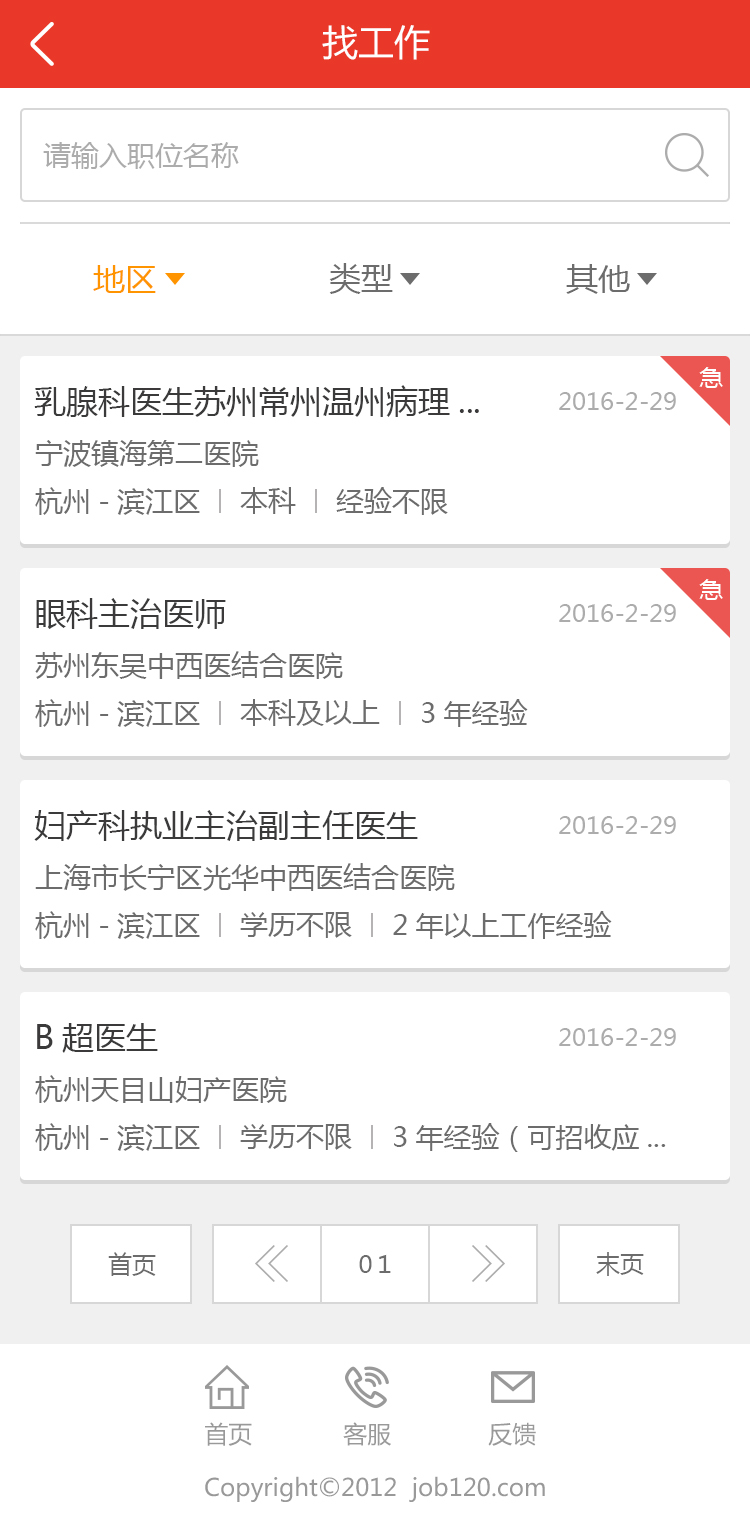 找工作
请输入职位名称
地区 类型 其他
乳腺科医生苏州常州温州病理 ... 2016-2-29 急
宁波镇海第二医院
杭州 - 滨江区 | 本科 | 经验不限
眼科主治医师 2016-2-29 急
苏州东吴中西医结合医院
杭州 - 滨江区 | 本科及以上 | 3 年经验
妇产科执业主治副主任医生 2016-2-29
上海市长宁区光华中西医结合医院
杭州 - 滨江区 | 学历不限 | 2 年以上工作经验
B 超医生 2016-2-29
杭州天目山妇产医院
杭州 - 滨江区 | 学历不限 | 3 年经验（可招收应 ...
首页 01 末页
首页 客服 反馈
Copyright©2012 job120.com